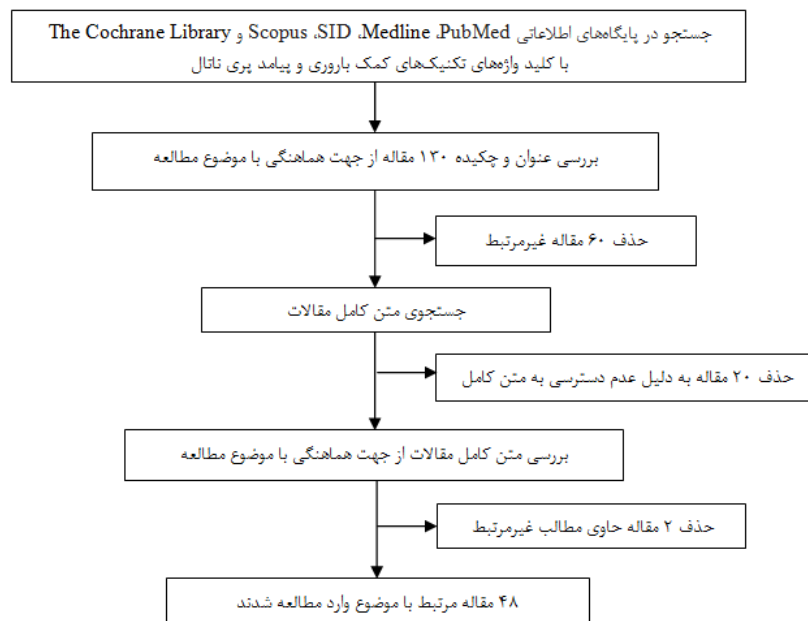 جستجو در پایگاه‌های اطلاعاتی Scopus ،SID ،Medline ،PubMed و The Cochrane Library
با کلید واژه‌های تکنیک‌های کمک باروری و پیامد پری ناتال
بررسی عنوان و چکیده ۱۳۰ مقاله از جهت هماهنگی با موضوع مطالعه
حذف ۶۰ مقاله غیرمرتبط
جستجوی متن کامل مقالات
حذف ۲۰ مقاله به دلیل عدم دسترسی به متن کامل
بررسی متن کامل مقالات از جهت هماهنگی با موضوع مطالعه
حذف ۲ مقاله حاوی مطالب غیرمرتبط
۴۸ مقاله مرتبط با موضوع وارد مطالعه شدند